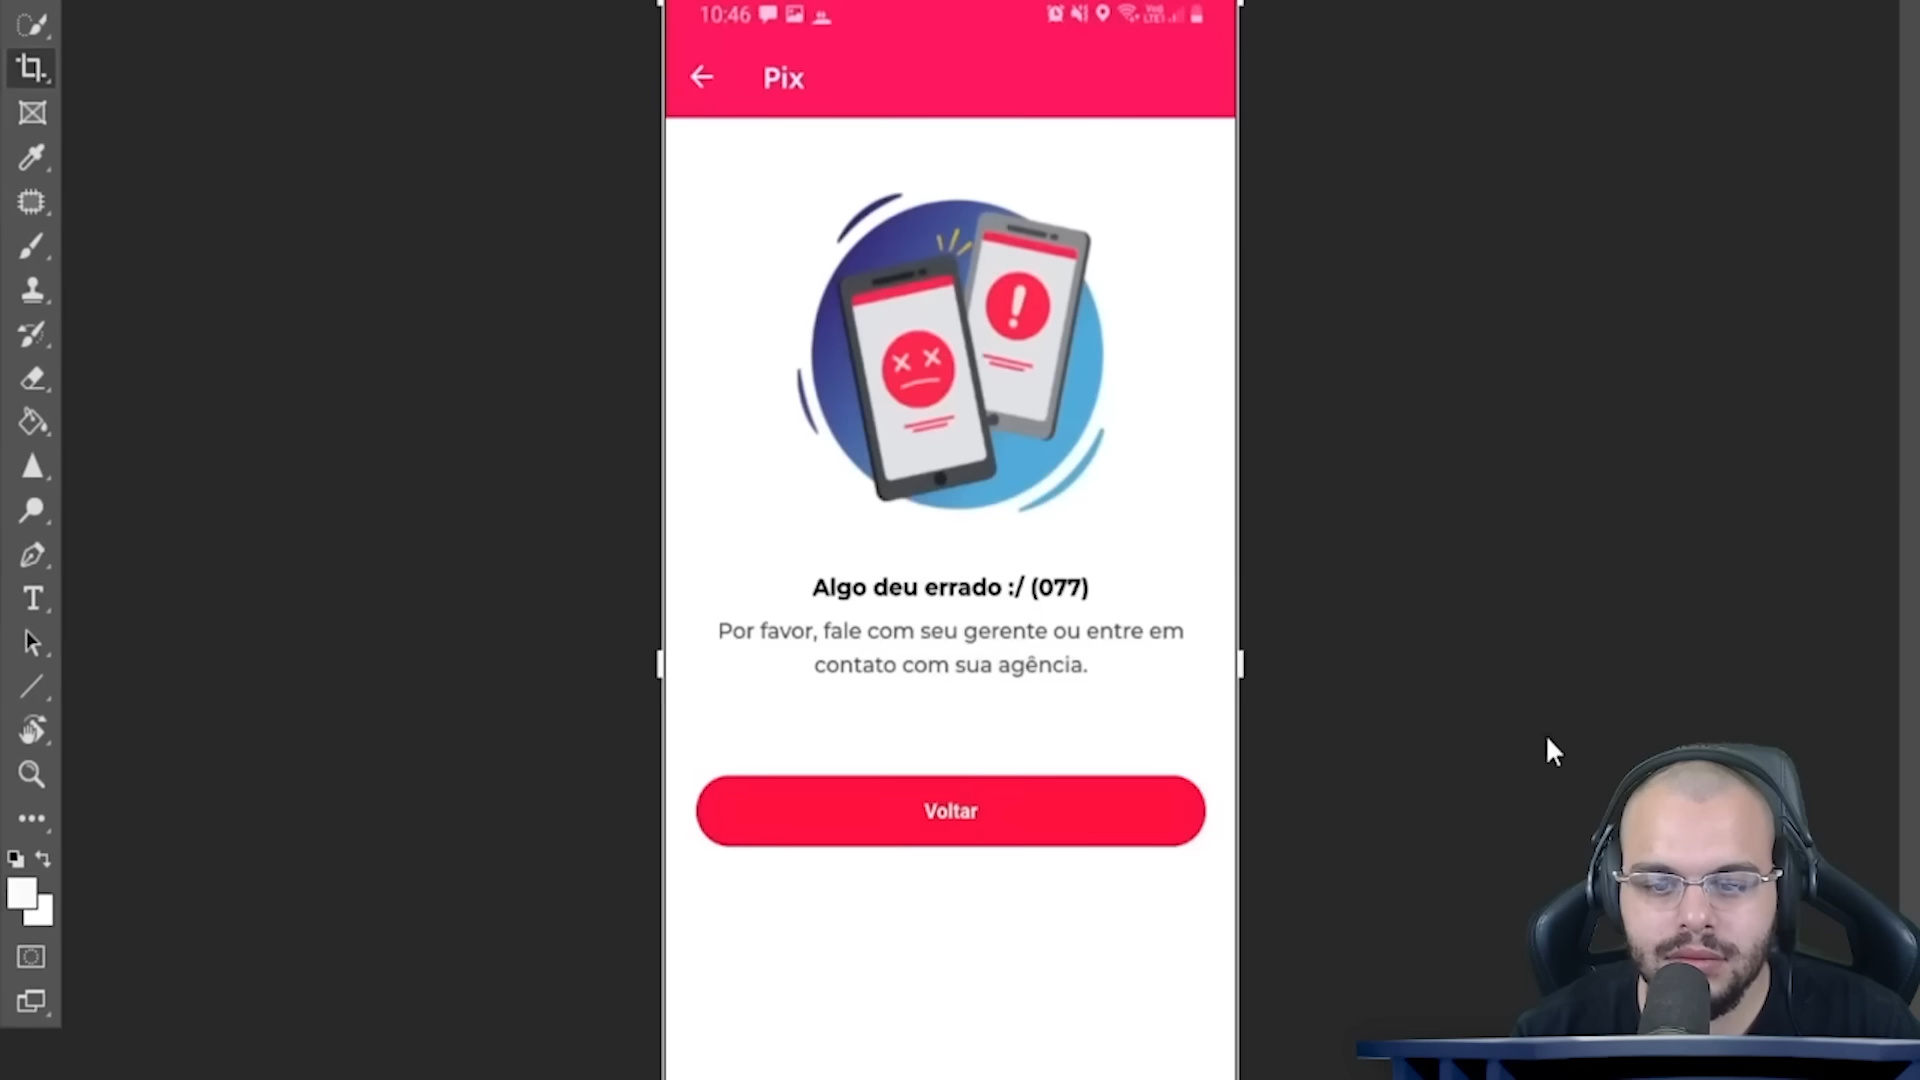 10:46
Pix
Algo deu errado :/ (077)
Por favor, fale com seu gerente ou entre em
contato com sua agência.
Voltar